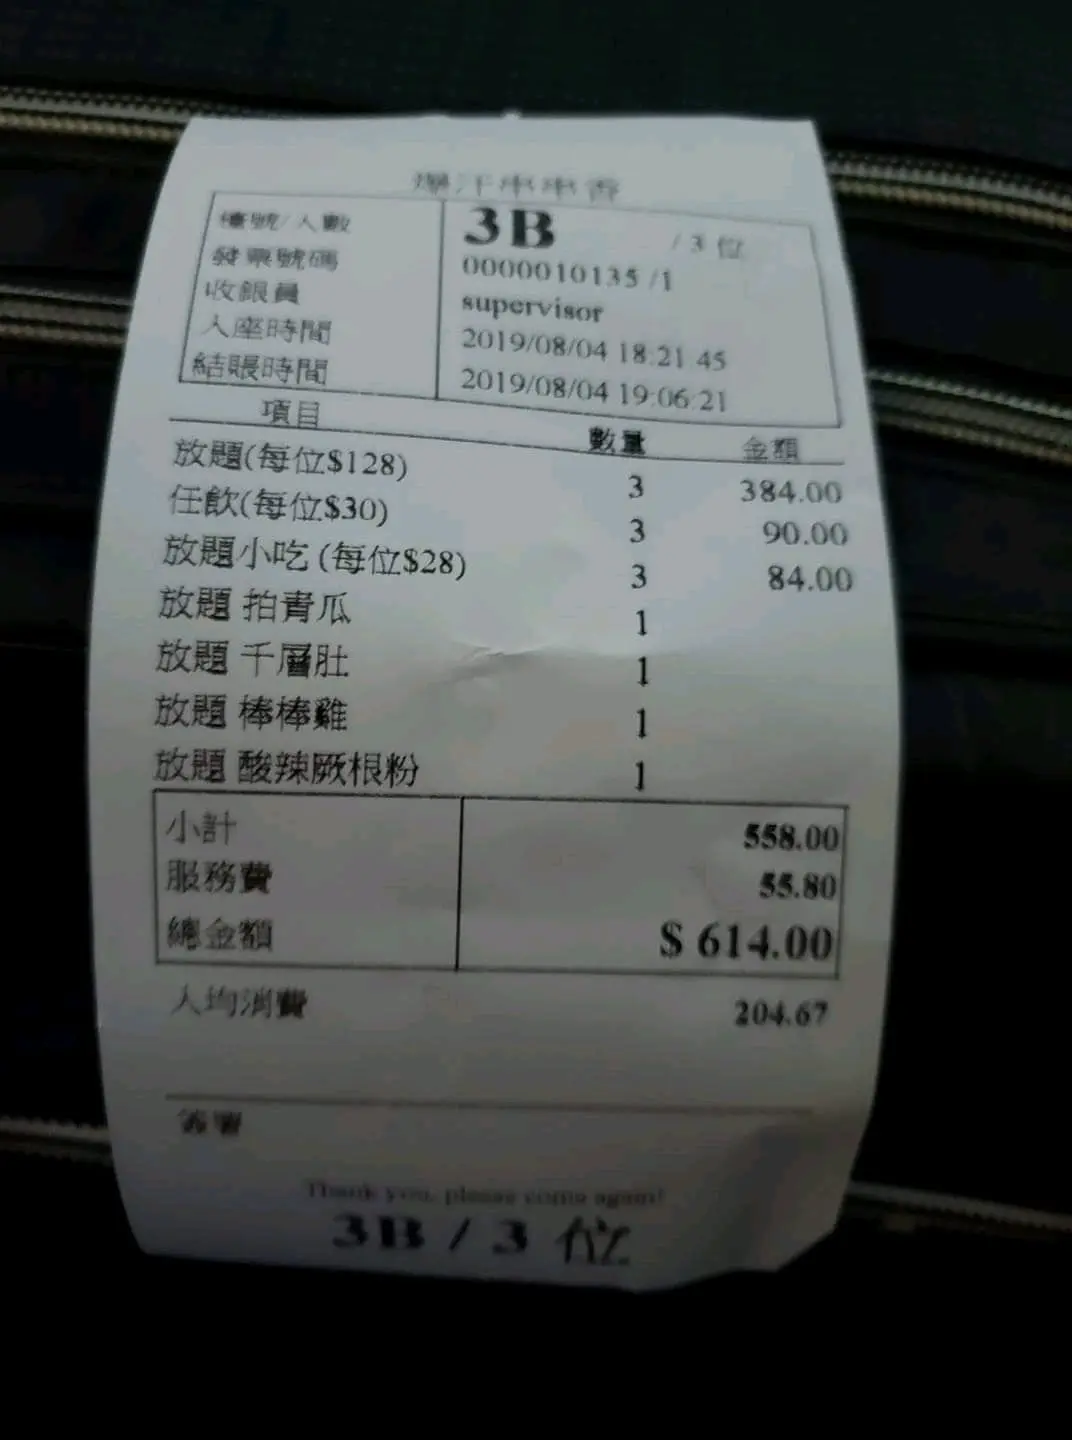 爆汗串串香
檯號/人數 3B / 3 位
發票號碼 0000010135 /1
收銀員 supervisor
入座時間 2019/08/04 18:21:45
結賬時間 2019/08/04 19:06:21
項目 數量 金額
放題(每位$128) 3 384.00
任飲(每位$30) 3 90.00
放題小吃 (每位$28) 3 84.00
放題 拍青瓜 1
放題 千層肚 1
放題 棒棒雞 1
放題 酸辣厥根粉 1
小計 558.00
服務費 55.80
總金額 $ 614.00
人均消費 204.67
Thank you, please come again!
3B / 3 位